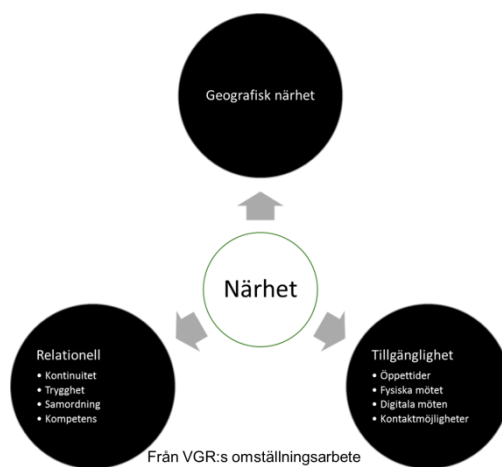 Geografisk närhet
Närhet
Relationell
• Kontinuitet
• Trygghet
• Samordning
• Kompetens
Tillgänglighet
• Öppettider
• Fysiska mötet
• Digitala möten
• Kontaktmöjligheter
Från VGR:s omställningsarbete